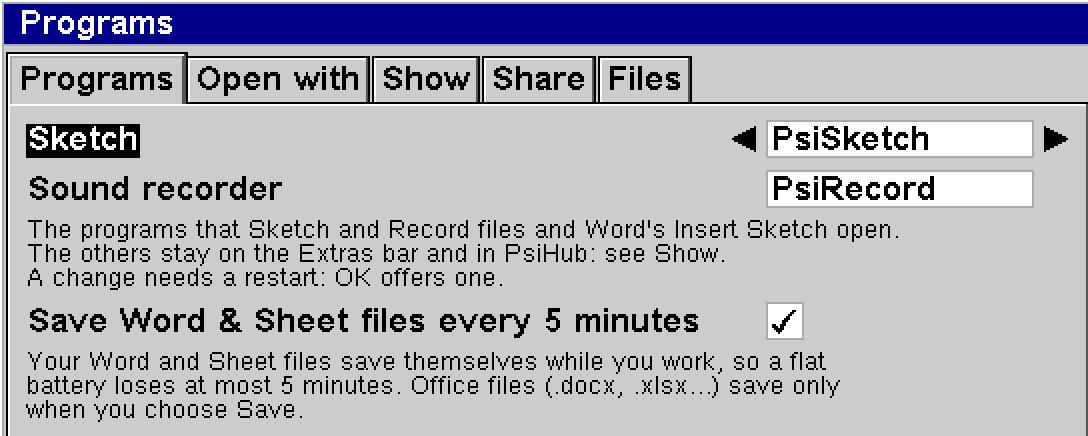 Programs
Programs Open with Show Share Files
Sketch PsiSketch
Sound recorder PsiRecord
The programs that Sketch and Record files and Word's Insert Sketch open.
The others stay on the Extras bar and in PsiHub: see Show.
A change needs a restart: OK offers one.
Save Word & Sheet files every 5 minutes
Your Word and Sheet files save themselves while you work, so a flat
battery loses at most 5 minutes. Office files (.docx, .xlsx...) save only
when you choose Save.